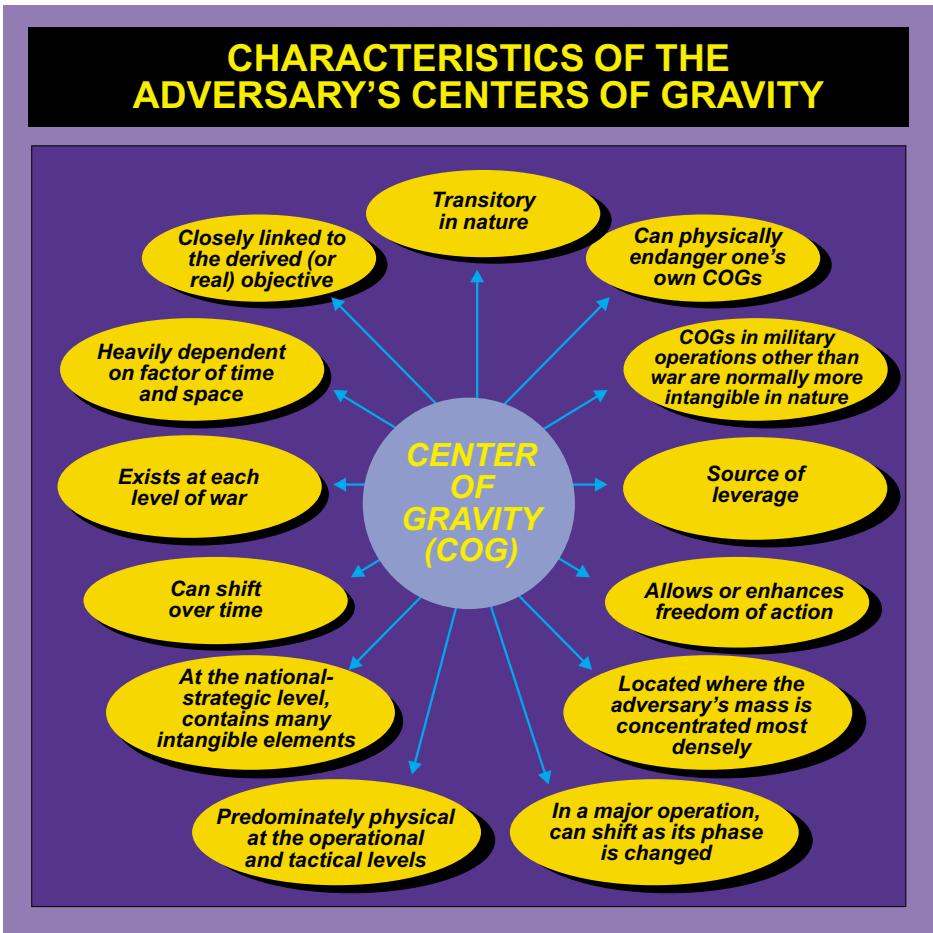 CHARACTERISTICS OF THE
ADVERSARY'S CENTERS OF GRAVITY
Transitory
in nature
Closely linked to
the derived (or
real) objective
Can physically
endanger one's
own COGs
Heavily dependent
on factor of time
and space
COGs in military
operations other than
war are normally more
intangible in nature
CENTER
OF
GRAVITY
(COG)
Exists at each
level of war
Source of
leverage
Can shift
over time
Allows or enhances
freedom of action
At the national-
strategic level,
contains many
intangible elements
Located where the
adversary's mass is
concentrated most
densely
Predominately physical
at the operational
and tactical levels
In a major operation,
can shift as its phase
is changed